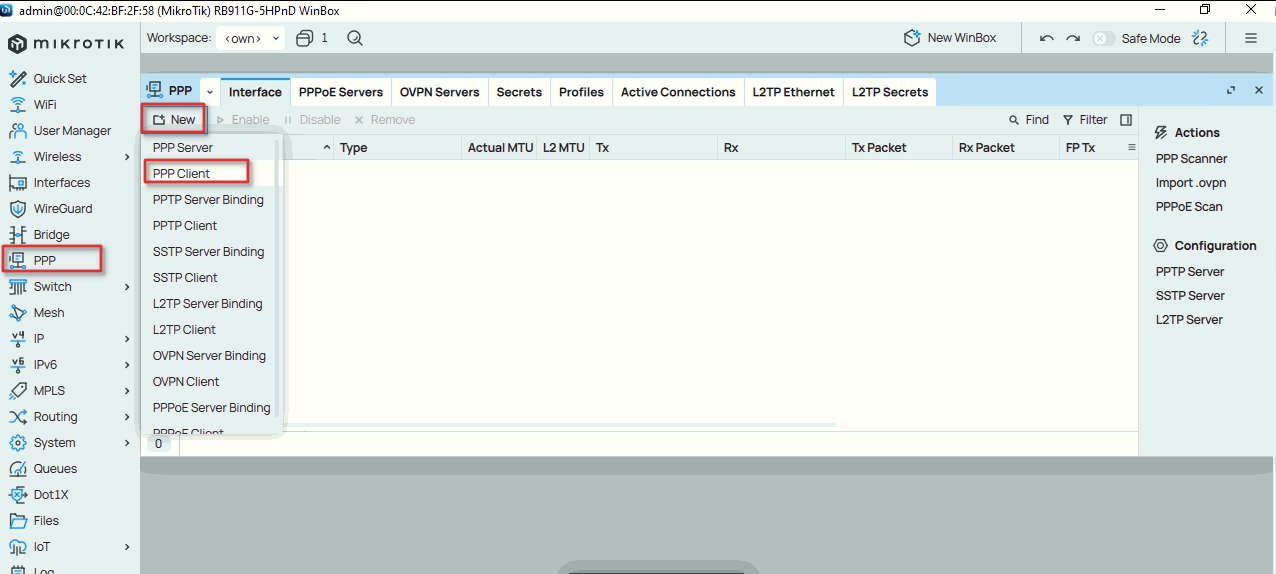 admin@00:0C:42:BF:2F:58 (MikroTik) RB911G-5HPnD WinBox
mikrotik
Workspace: <own> 1 New WinBox Safe Mode
Quick Set
WiFi
User Manager
Wireless
Interfaces
WireGuard
Bridge
PPP
Switch
Mesh
IP
IPv6
MPLS
Routing
System
Queues
Dot1X
Files
IoT
Log
PPP Interface PPPoE Servers OVPN Servers Secrets Profiles Active Connections L2TP Ethernet L2TP Secrets
New Enable Disable Remove Find Filter
Type Actual MTU L2 MTU Tx Rx Tx Packet Rx Packet FP Tx
PPP Server
PPP Client
PPTP Server Binding
PPTP Client
SSTP Server Binding
SSTP Client
L2TP Server Binding
L2TP Client
OVPN Server Binding
OVPN Client
PPPoE Server Binding
PPPoE Client
0
Actions
PPP Scanner
Import .ovpn
PPPoE Scan
Configuration
PPTP Server
SSTP Server
L2TP Server